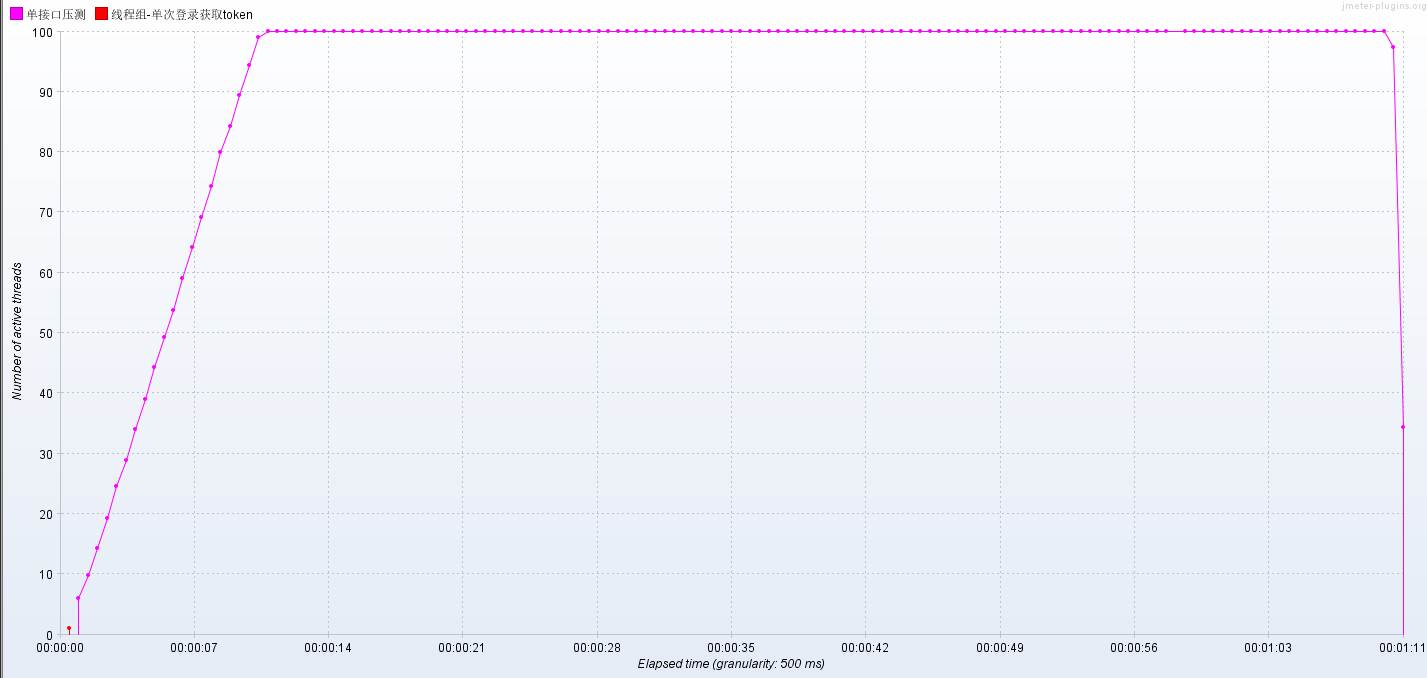 jmeter-plugins.org
单接口压测 线程组-单次登录获取token
100
90
80
70
60
50
40
30
20
10
0
Number of active threads
00:00:00 00:00:07 00:00:14 00:00:21 00:00:28 00:00:35 00:00:42 00:00:49 00:00:56 00:01:03 00:01:11
Elapsed time (granularity: 500 ms)